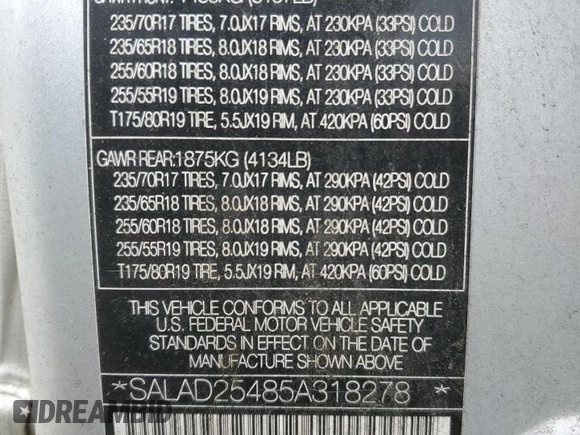 235/70R17 TIRES, 7.0JX17 RIMS, AT 230KPA (33PSI) COLD
235/65R18 TIRES, 8.0JX18 RIMS, AT 230KPA (33PSI) COLD
255/60R18 TIRES, 8.0JX18 RIMS, AT 230KPA (33PSI) COLD
255/55R19 TIRES, 8.0JX19 RIMS, AT 230KPA (33PSI) COLD
T175/80R19 TIRE, 5.5JX19 RIM, AT 420KPA (60PSI) COLD
GAWR REAR:1875KG (4134LB)
235/70R17 TIRES, 7.0JX17 RIMS, AT 290KPA (42PSI) COLD
235/65R18 TIRES, 8.0JX18 RIMS, AT 290KPA (42PSI) COLD
255/60R18 TIRES, 8.0JX18 RIMS, AT 290KPA (42PSI) COLD
255/55R19 TIRES, 8.0JX19 RIMS, AT 290KPA (42PSI) COLD
T175/80R19 TIRE, 5.5JX19 RIM, AT 420KPA (60PSI) COLD
THIS VEHICLE CONFORMS TO ALL APPLICABLE
U.S. FEDERAL MOTOR VEHICLE SAFETY
STANDARDS IN EFFECT ON THE DATE OF
MANUFACTURE SHOWN ABOVE
*SALAD25485A318278*
DREAMBID